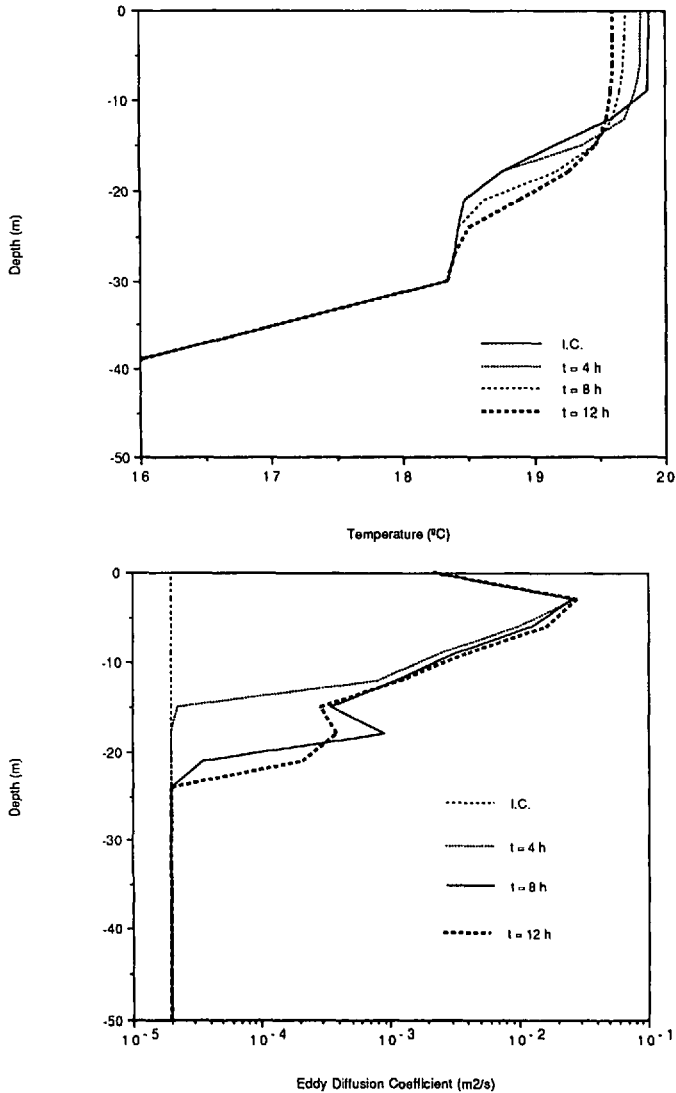 0
-10
-20
-30
-40
-50
Depth (m)
I.C.
t = 4 h
t = 8 h
t = 12 h
16 17 18 19 20
Temperature (ºC)
0
-10
-20
-30
-40
-50
Depth (m)
I.C.
t = 4 h
t = 8 h
t = 12 h
10-5 10-4 10-3 10-2 10-1
Eddy Diffusion Coefficient (m2/s)